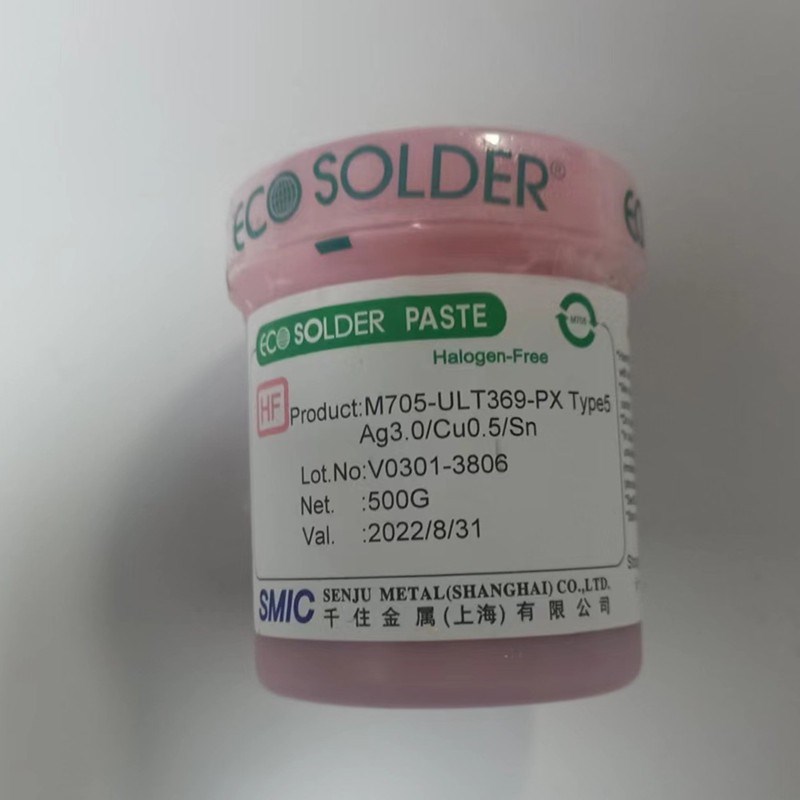 ECO SOLDER®
ECO SOLDER PASTE
M705
Halogen-Free
HF
Product:M705-ULT369-PX Type5
Ag3.0/Cu0.5/Sn
Lot.No:V0301-3806
Net. :500G
Val. :2022/8/31
SMIC
SENJU METAL(SHANGHAI) CO.,LTD.
千住金属(上海)有限公司